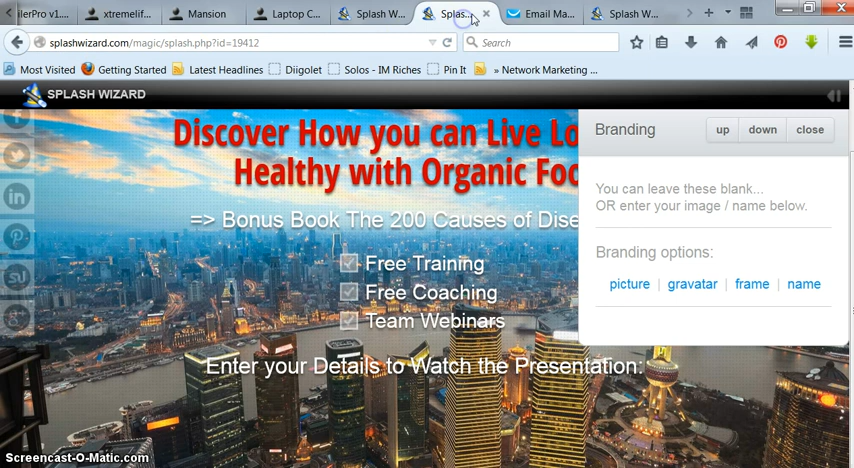 ilerPro v1...
xtremelif...
Mansion
Laptop C...
Splash W...
Splas...
Email Ma...
Splash W...
splashwizard.com/magic/splash.php?id=19412
Search
Most Visited
Getting Started
Latest Headlines
Diigolet
Solos - IM Riches
Pin It
» Network Marketing ...
SPLASH WIZARD
Discover How you can Live Lo
Healthy with Organic Foo
=> Bonus Book The 200 Causes of Dise
Free Training
Free Coaching
Team Webinars
Enter your Details to Watch the Presentation:
Branding
up
down
close
You can leave these blank...
OR enter your image / name below.
Branding options:
picture | gravatar | frame | name
Screencast-O-Matic.com